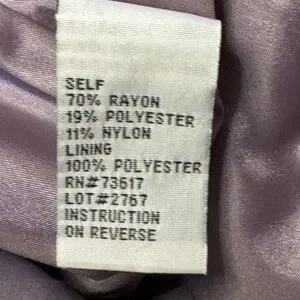 SELF
70% RAYON
19% POLYESTER
11% NYLON
LINING
100% POLYESTER
RN#73617
LOT#2767
INSTRUCTION
ON REVERSE